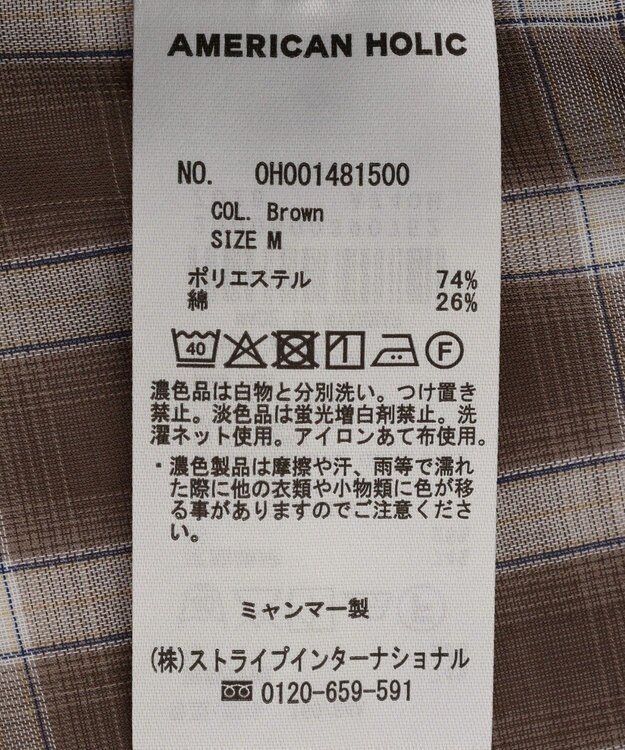 AMERICAN HOLIC
NO. 0H001481500
COL. Brown
SIZE M
ポリエステル 74%
綿 26%
40 F
濃色品は白物と分別洗い。つけ置き
禁止。淡色品は蛍光増白剤禁止。洗
濯ネット使用。アイロンあて布使用。
・濃色製品は摩擦や汗、雨等で濡れ
た際に他の衣類や小物類に色が移
る事がありますのでご注意くださ
い。
ミャンマー製
(株)ストライプインターナショナル
0120-659-591